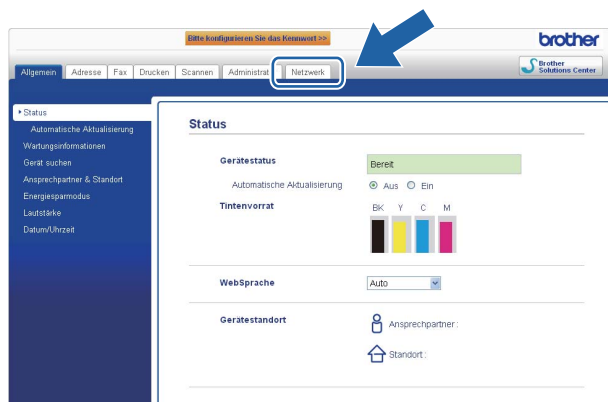 Bitte konfigurieren Sie das Kennwort >>
brother
Allgemein Adresse Fax Drucken Scannen Administrat Netzwerk
Brother Solutions Center
Status
Automatische Aktualisierung
Wartungsinformationen
Gerät suchen
Ansprechpartner & Standort
Energiesparmodus
Lautstärke
Datum/Uhrzeit
Status
Gerätestatus Bereit
Automatische Aktualisierung Aus Ein
Tintenvorrat BK Y C M
WebSprache Auto
Gerätestandort Ansprechpartner :
Standort :